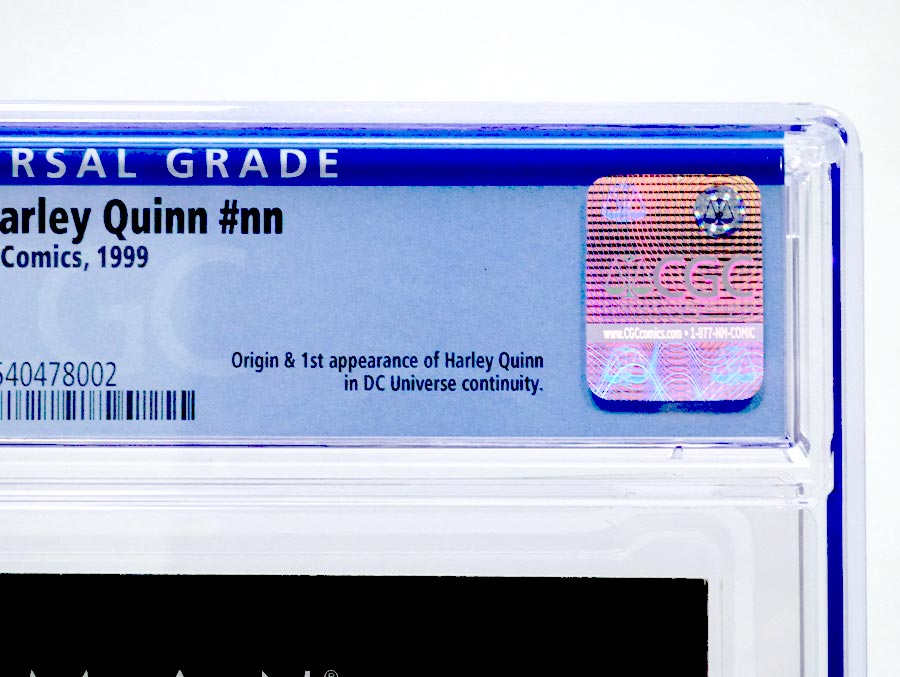 RSAL GRADE
arley Quinn #nn
Comics, 1999
540478002
Origin & 1st appearance of Harley Quinn
in DC Universe continuity.
CGC
www.CGCcomics.com • 1-877-NM-COMIC
®